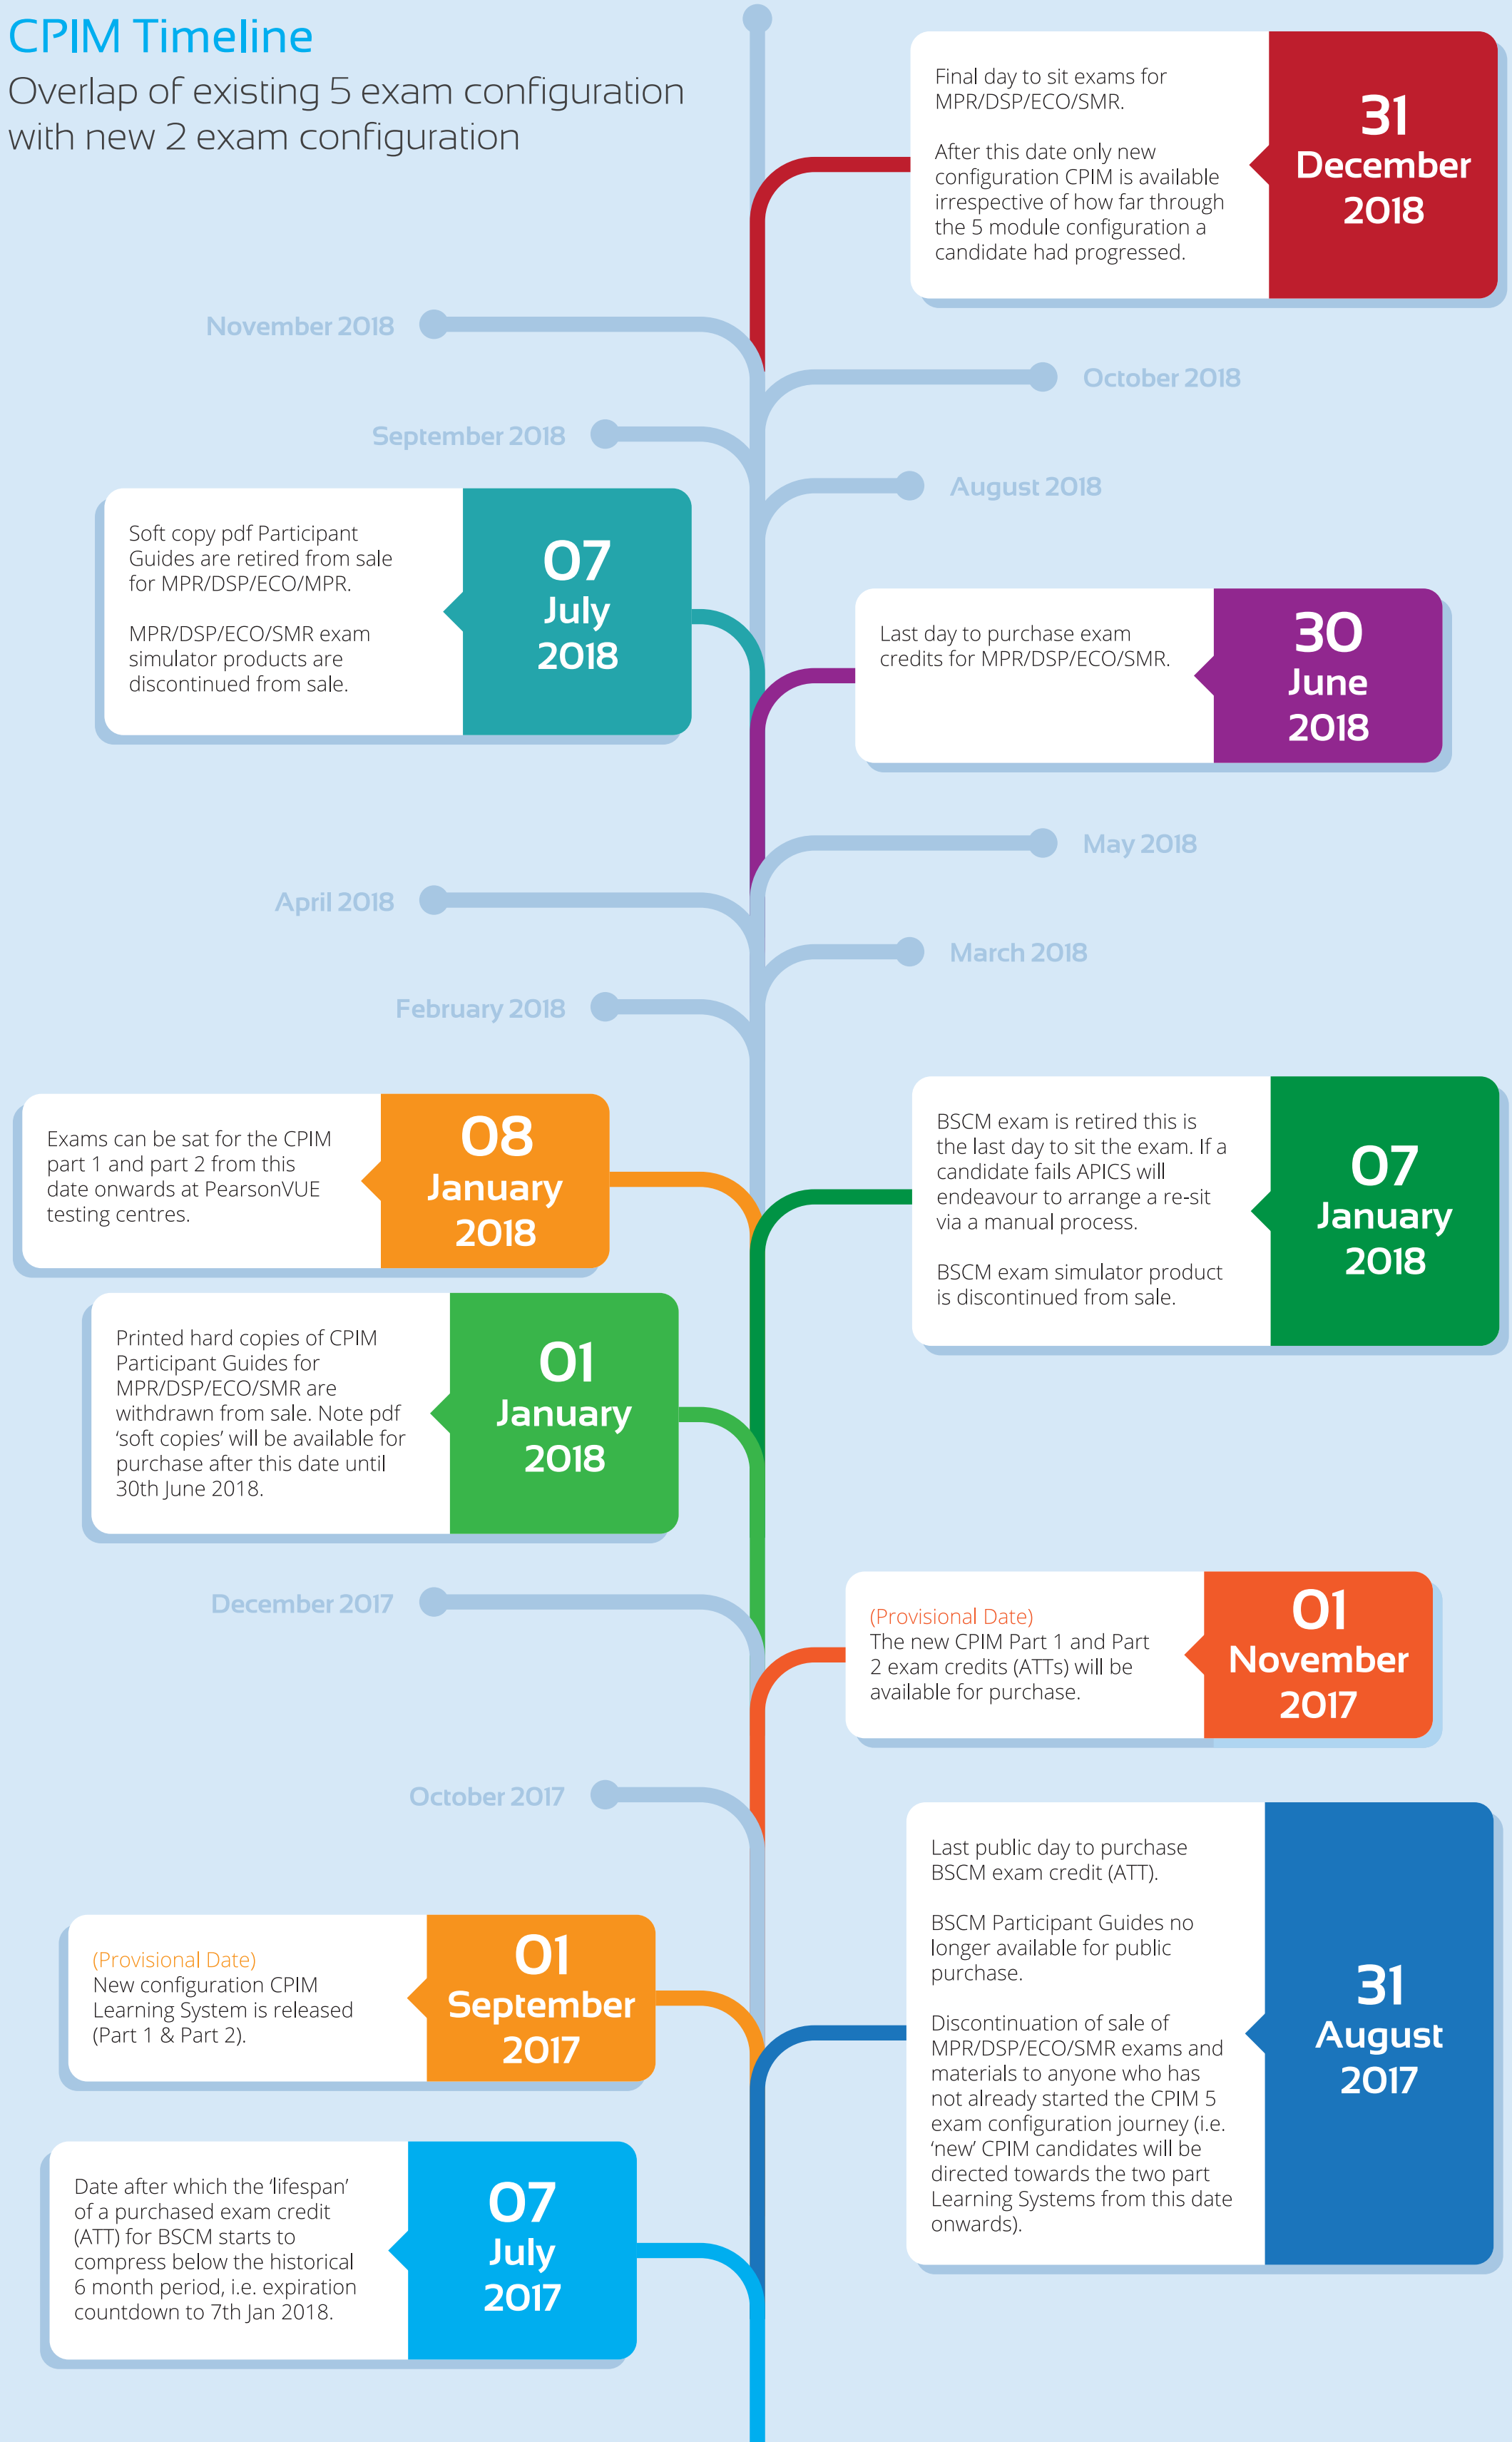 CPIM Timeline
Overlap of existing 5 exam configuration
with new 2 exam configuration
Final day to sit exams for
MPR/DSP/ECO/SMR.
After this date only new
configuration CPIM is available
irrespective of how far through
the 5 module configuration a
candidate had progressed.
31
December
2018
November 2018
October 2018
September 2018
August 2018
Soft copy pdf Participant
Guides are retired from sale
for MPR/DSP/ECO/MPR.
MPR/DSP/ECO/SMR exam
simulator products are
discontinued from sale.
07
July
2018
Last day to purchase exam
credits for MPR/DSP/ECO/SMR.
30
June
2018
May 2018
April 2018
March 2018
February 2018
Exams can be sat for the CPIM
part 1 and part 2 from this
date onwards at PearsonVUE
testing centres.
08
January
2018
BSCM exam is retired this is
the last day to sit the exam. If a
candidate fails APICS will
endeavour to arrange a re-sit
via a manual process.
BSCM exam simulator product
is discontinued from sale.
07
January
2018
Printed hard copies of CPIM
Participant Guides for
MPR/DSP/ECO/SMR are
withdrawn from sale. Note pdf
‘soft copies’ will be available for
purchase after this date until
30th June 2018.
01
January
2018
December 2017
(Provisional Date)
The new CPIM Part 1 and Part
2 exam credits (ATTs) will be
available for purchase.
01
November
2017
October 2017
Last public day to purchase
BSCM exam credit (ATT).
BSCM Participant Guides no
longer available for public
purchase.
Discontinuation of sale of
MPR/DSP/ECO/SMR exams and
materials to anyone who has
not already started the CPIM 5
exam configuration journey (i.e.
‘new’ CPIM candidates will be
directed towards the two part
Learning Systems from this date
onwards).
31
August
2017
(Provisional Date)
New configuration CPIM
Learning System is released
(Part 1 & Part 2).
01
September
2017
Date after which the ‘lifespan’
of a purchased exam credit
(ATT) for BSCM starts to
compress below the historical
6 month period, i.e. expiration
countdown to 7th Jan 2018.
07
July
2017